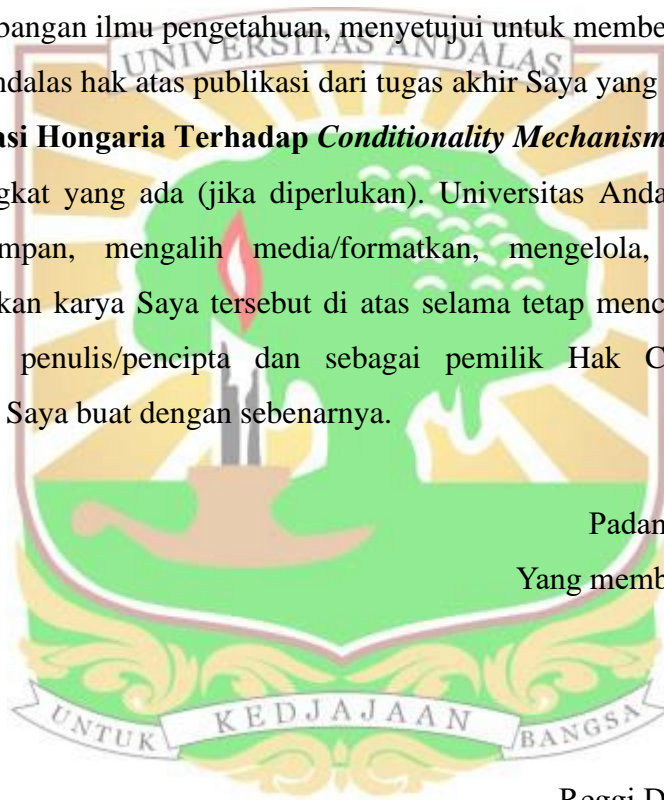 bangan ilmu pengetahuan, menyetujui untuk membe
UNIVERSITAS ANDALAS
ndalas hak atas publikasi dari tugas akhir Saya yang
asi Hongaria Terhadap Conditionality Mechanism
gkat yang ada (jika diperlukan). Universitas Anda
mpan, mengalih media/formatkan, mengelola,
kan karya Saya tersebut di atas selama tetap menc
penulis/pencipta dan sebagai pemilik Hak C
Saya buat dengan sebenarnya.
Padan
Yang memb
UNTUK KEDJAJAAN BANGSA
Reggi D